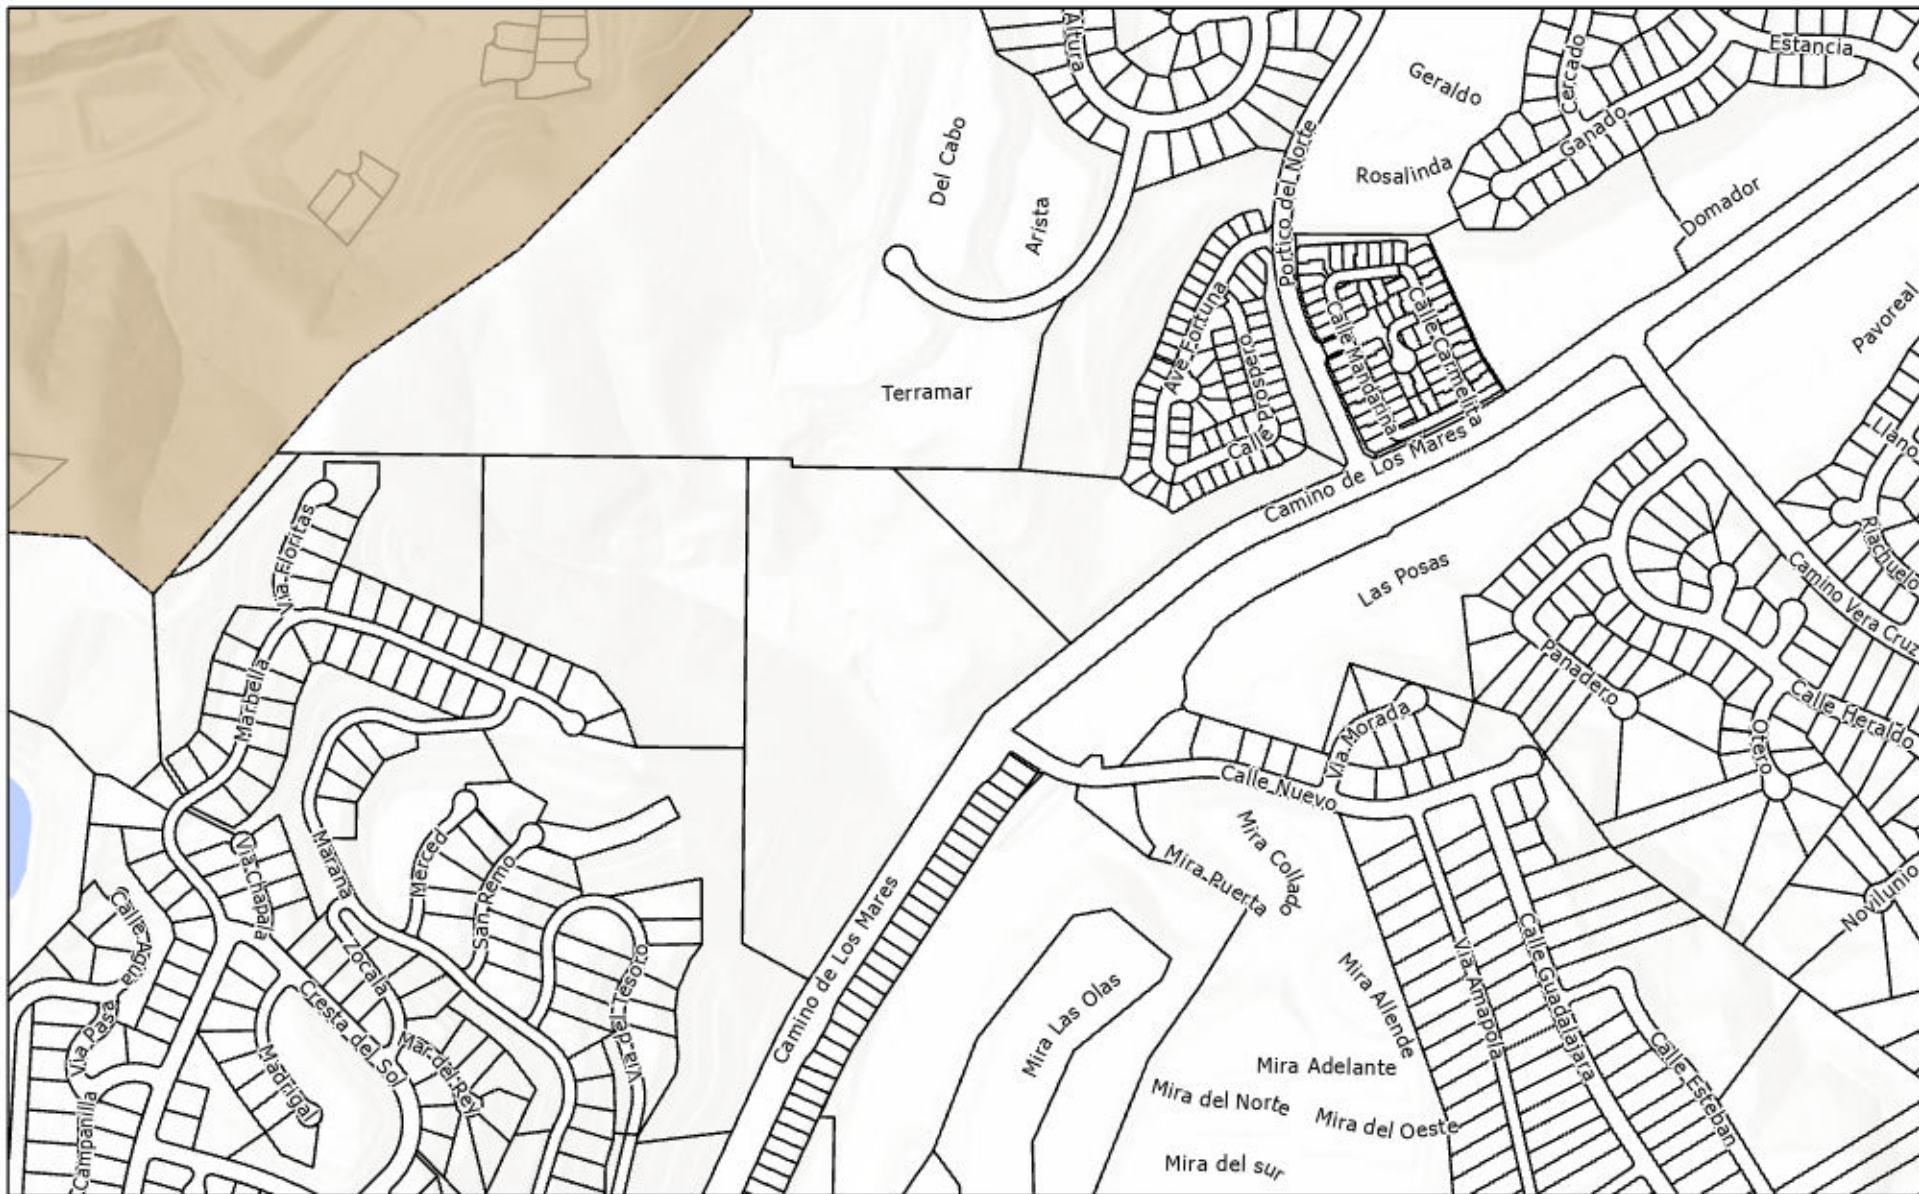 Altura
Estancia
Cercado
Geraldo
Ganado
Del Cabo
Rosalinda
Portico del Norte
Domador
Arista
Pavoreal
Ave Fortuna
Calle Mandarina
Calle Carmelita
Terramar
Calle Prospero
Llano
Camino de Los Mares
Riachuelo
Via Floritas
Las Posas
Camino Vera Cruz
Panadero
Marbella
Calle Heraldo
Via Morada
Otero
Calle Nuevo
Mira Collado
Marana
Merced
San Remo
Via Chapala
Mira Puerta
Novilunio
Calle Agua
Camino de Los Mares
Zocala
Cresta del Sol
Via del Tesoro
Mira Las Olas
Mira Allende
Via Amapola
Calle Guadalajara
Via Pasa
Mar del Rey
Madrigal
Mira Adelante
Calle Esteban
Mira del Norte
Mira del Oeste
Campanilla
Mira del sur